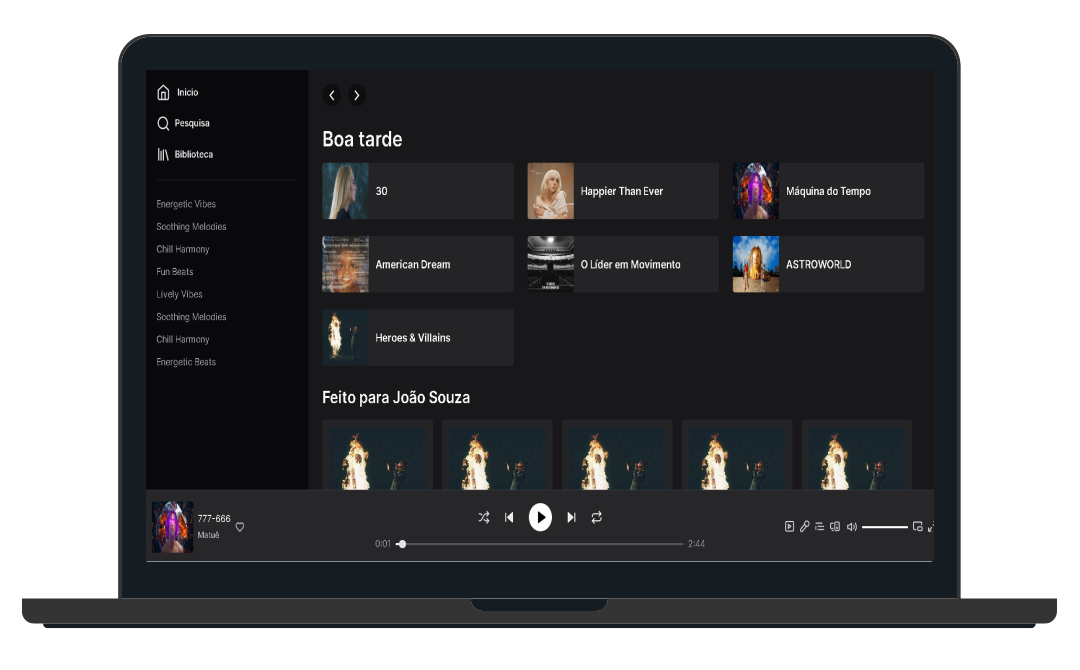 Inicio
Pesquisa
Biblioteca
Energetic Vibes
Soothing Melodies
Chill Harmony
Fun Beats
Lively Vibes
Soothing Melodies
Chill Harmony
Energetic Beats
Boa tarde
30
Happier Than Ever
Máquina do Tempo
American Dream
O Líder em Movimento
ASTROWORLD
Heroes & Villains
Feito para João Souza
777-666
Matuê
0:01
2:44